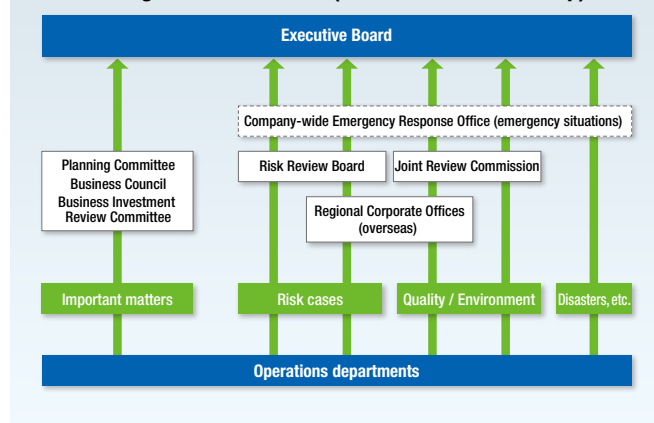 Executive Board
Company-wide Emergency Response Office (emergency situations)
Planning Committee
Business Council
Business Investment
Review Committee
Risk Review Board
Joint Review Commission
Regional Corporate Offices
(overseas)
Important matters
Risk cases
Quality / Environment
Disasters, etc.
Operations departments